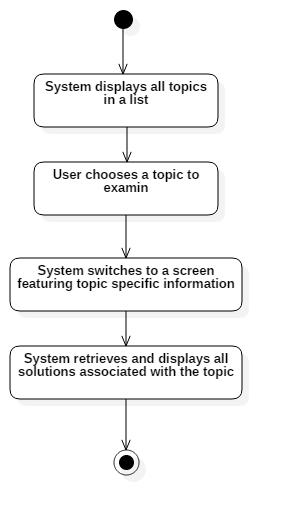 System displays all topics
in a list
User chooses a topic to
examin
System switches to a screen
featuring topic specific information
System retrieves and displays all
solutions associated with the topic